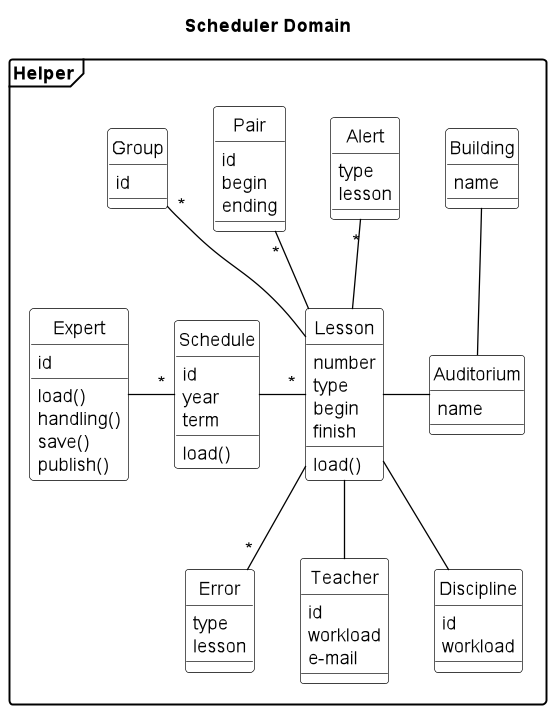 Scheduler Domain
Helper
Group
id
*
Pair
id
begin
ending
*
Alert
type
lesson
*
Building
name
Expert
id
load()
handling()
save()
publish()
*
Schedule
id
year
term
load()
*
Lesson
number
type
begin
finish
load()
Auditorium
name
*
Error
type
lesson
Teacher
id
workload
e-mail
Discipline
id
workload